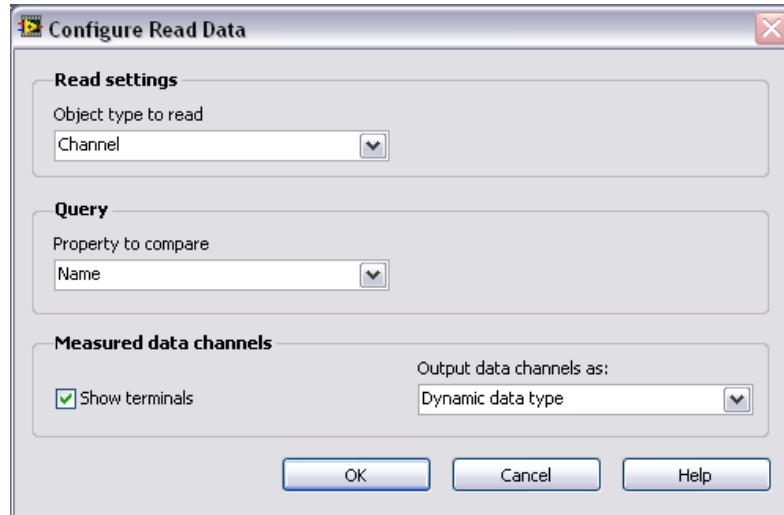 Configure Read Data
Read settings
Object type to read
Channel
Query
Property to compare
Name
Measured data channels
Output data channels as:
Show terminals
Dynamic data type
OK Cancel Help